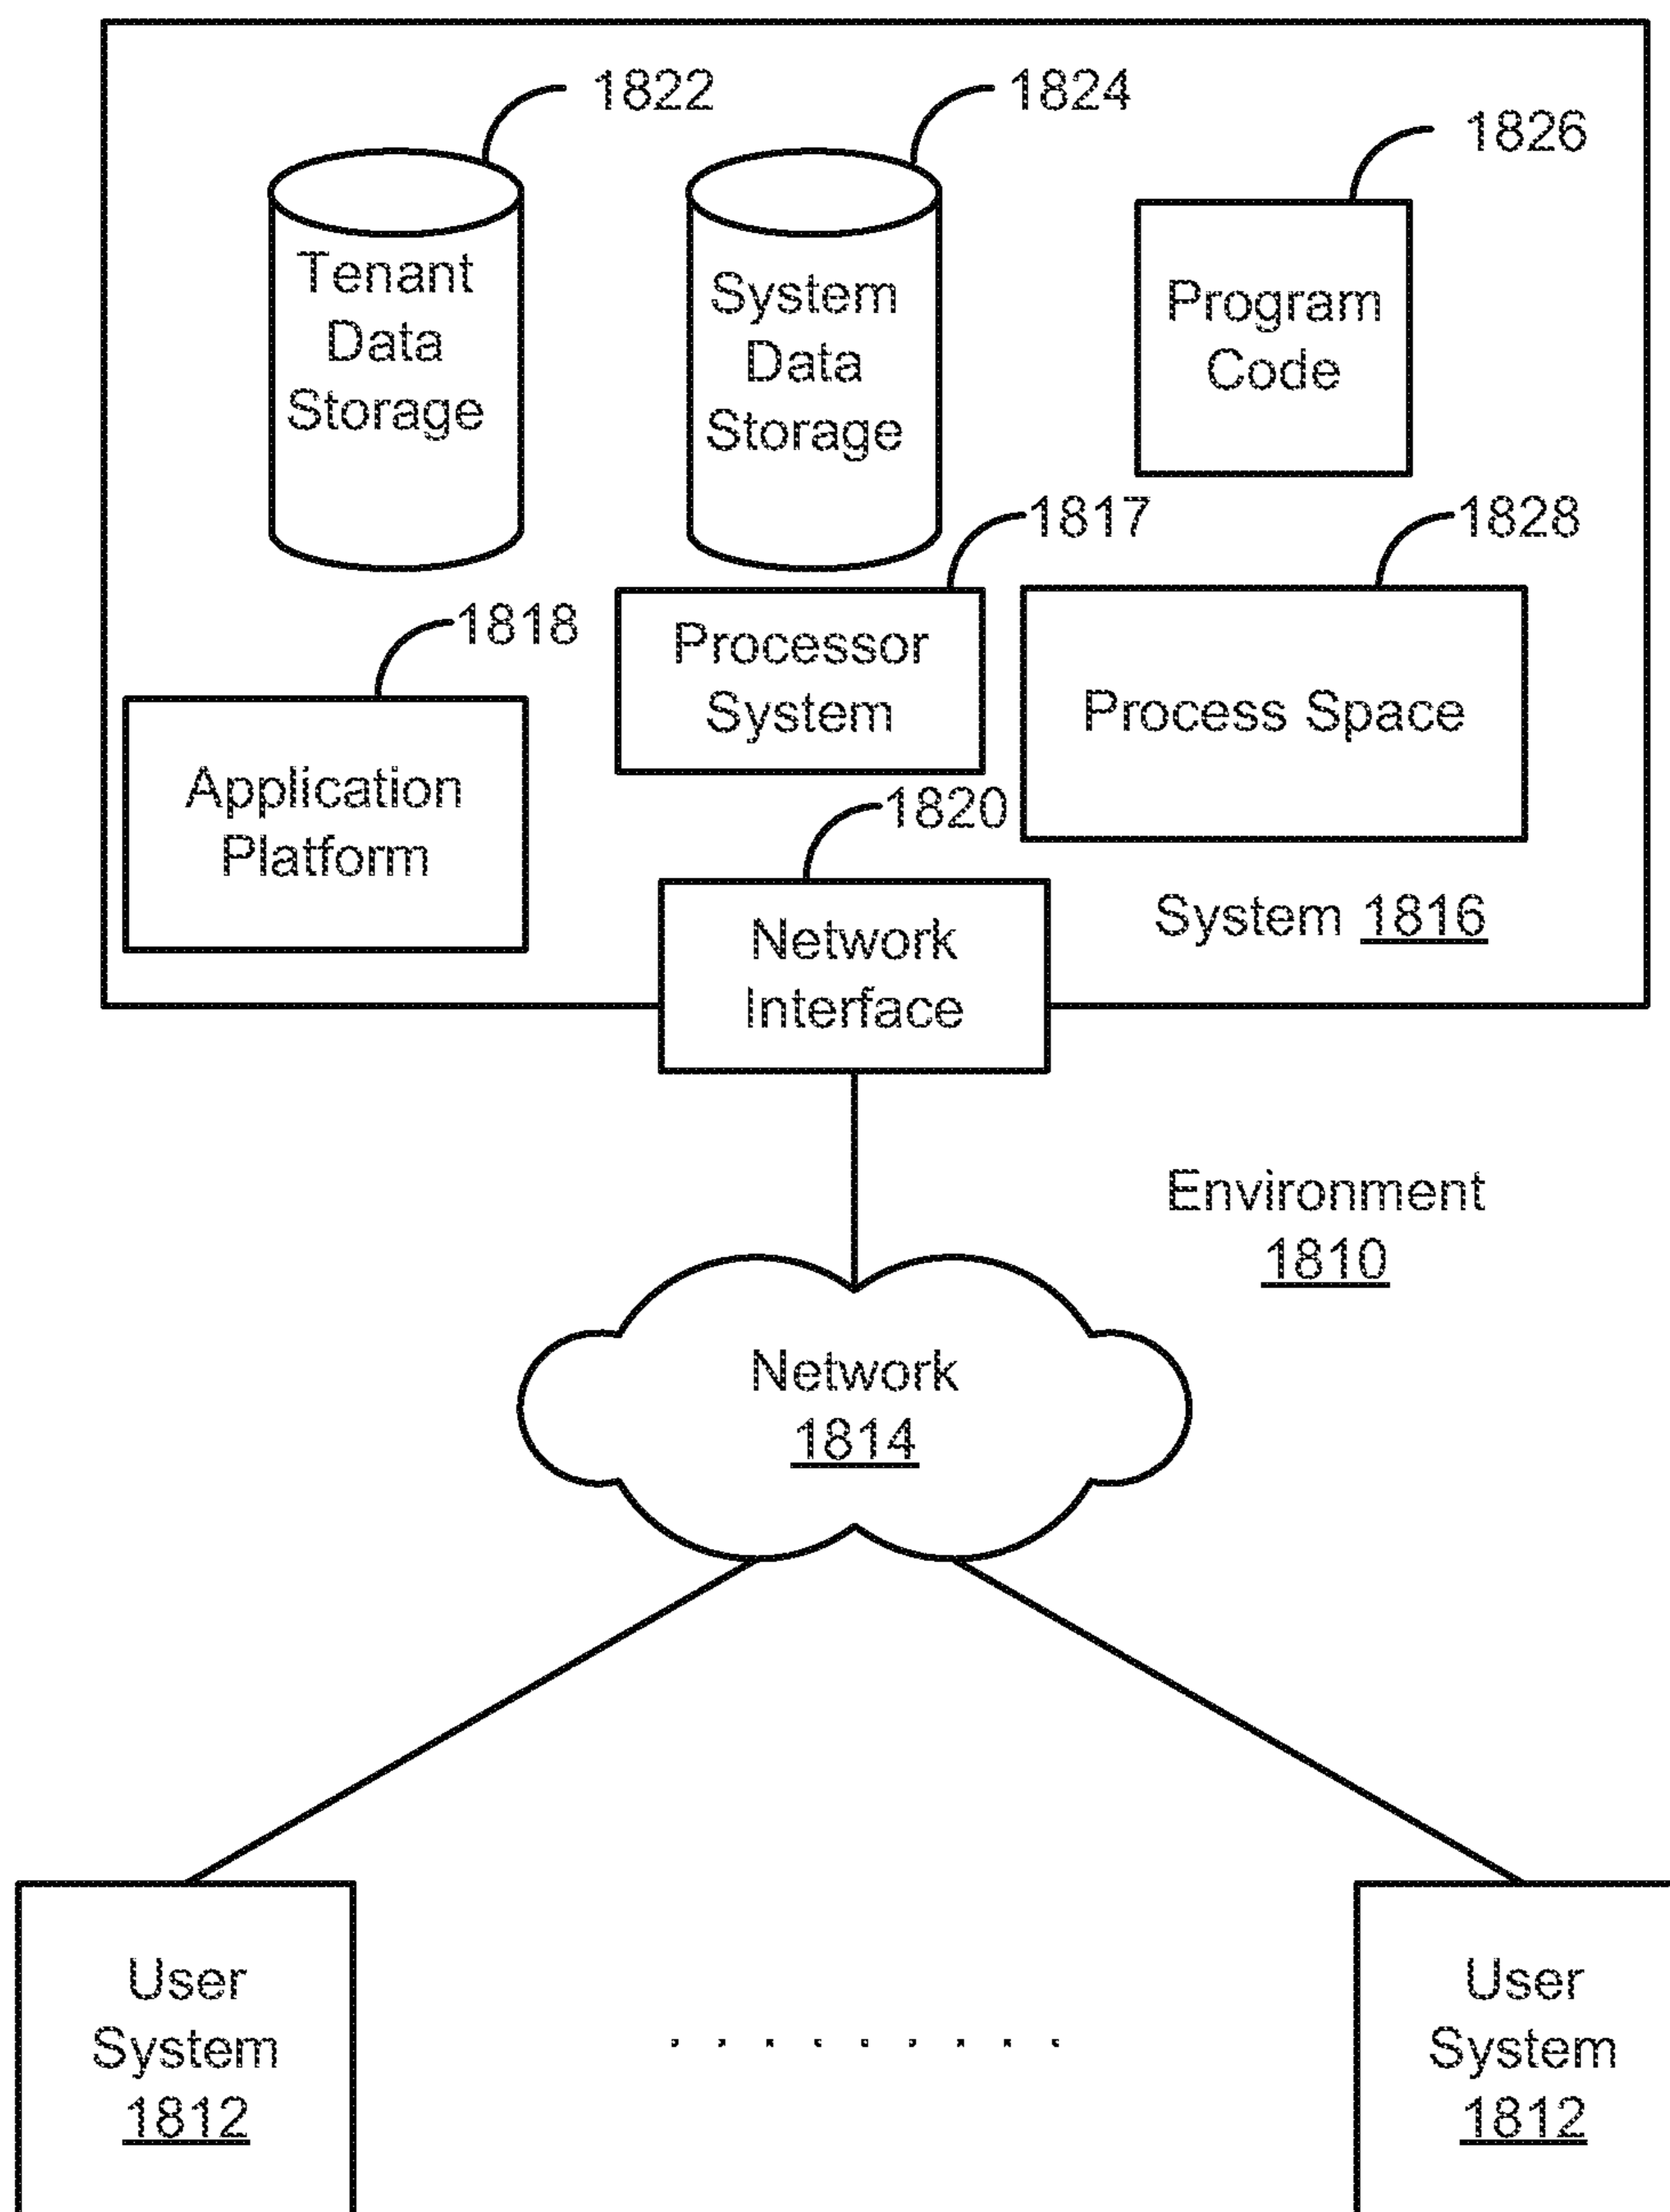 1822
1824
1826
Tenant
Data
Storage
System
Data
Storage
Program
Code
1817
1828
1818
Processor
System
Process Space
Application
Platform
1820
Network
Interface
System 1816
Environment
1810
Network
1814
User
System
1812
. . . . . . . . .
User
System
1812